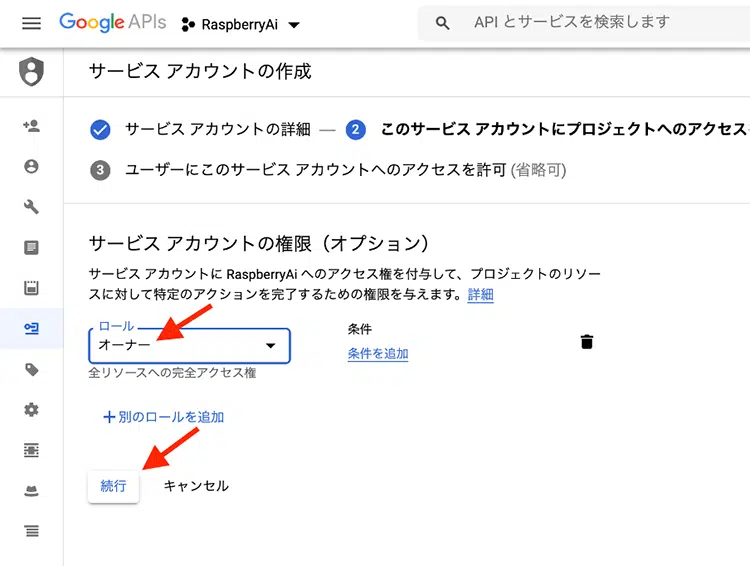 Google APIs RaspberryAi API とサービスを検索します
サービス アカウントの作成
サービス アカウントの詳細 — 2 このサービス アカウントにプロジェクトへのアクセス
3 ユーザーにこのサービス アカウントへのアクセスを許可 (省略可)
サービス アカウントの権限（オプション）
サービス アカウントに RaspberryAi へのアクセス権を付与して、プロジェクトのリソー
スに対して特定のアクションを完了するための権限を与えます。詳細
ロール
オーナー
条件
条件を追加
全リソースへの完全アクセス権
+ 別のロールを追加
続行 キャンセル